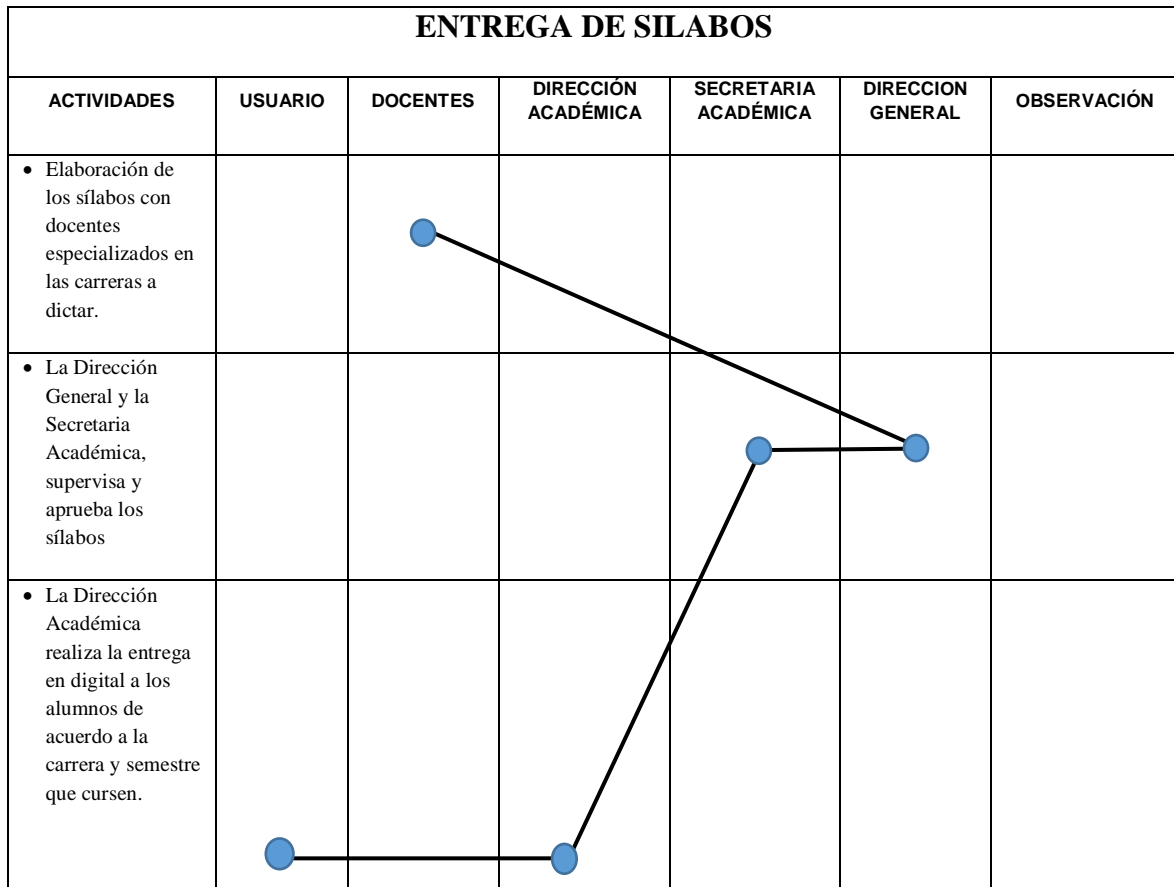 ENTREGA DE SILABOS
ACTIVIDADES
USUARIO
DOCENTES
DIRECCIÓN
ACADÉMICA
SECRETARIA
ACADÉMICA
DIRECCION
GENERAL
OBSERVACIÓN
• Elaboración de
los sílabos con
docentes
especializados en
las carreras a
dictar.
• La Dirección
General y la
Secretaria
Académica,
supervisa y
aprueba los
sílabos
• La Dirección
Académica
realiza la entrega
en digital a los
alumnos de
acuerdo a la
carrera y semestre
que cursen.